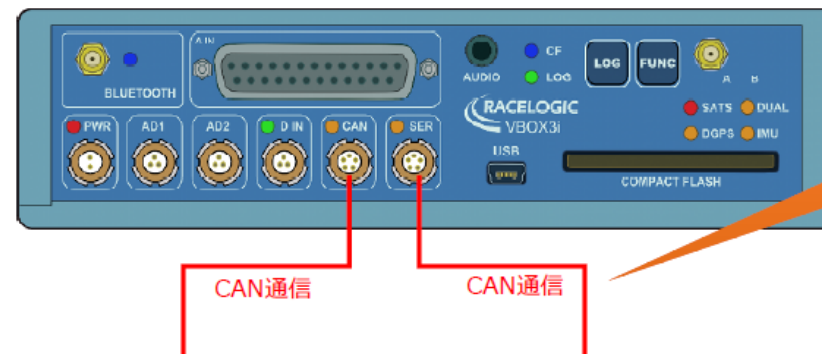 A IN
BLUETOOTH
AUDIO
CF
LOG
LOG
FUNC
A B
SATS
DUAL
DGPS
IMU
RACELOGIC
VBOX3i
PWR
AD1
AD2
D IN
CAN
SER
USB
COMPACT FLASH
CAN通信
CAN通信